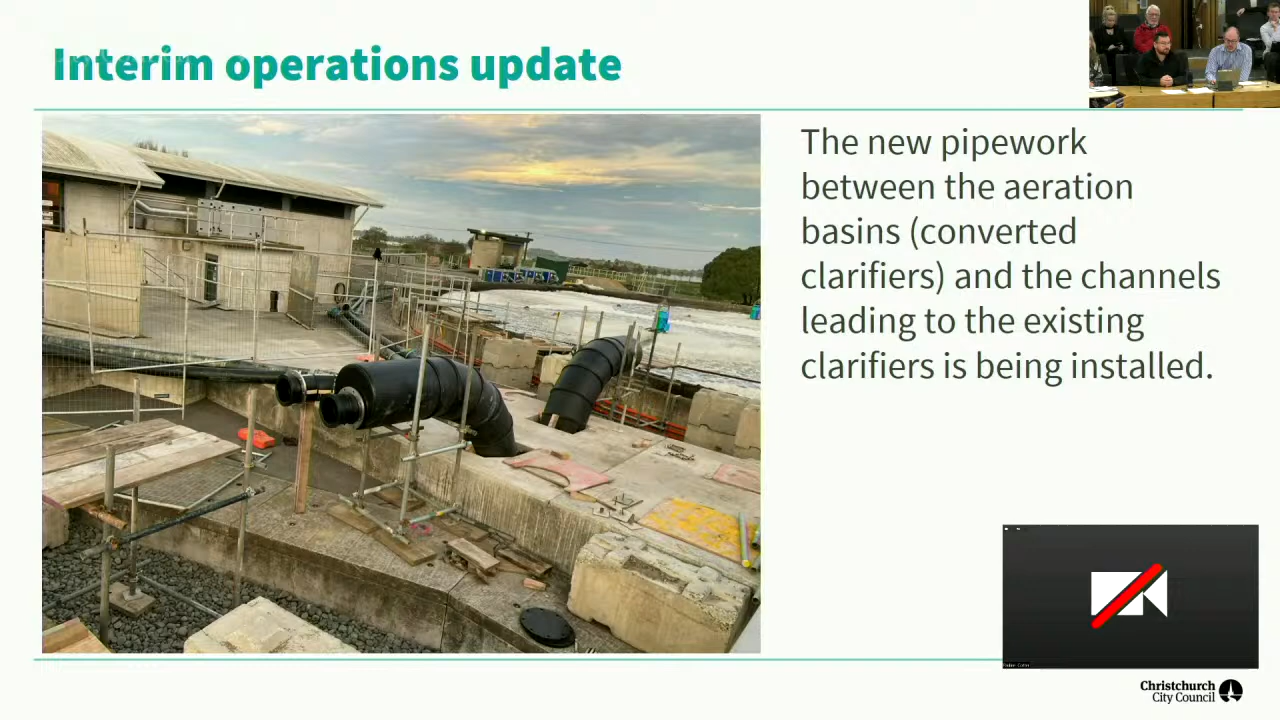 Interim operations update
The new pipework
between the aeration
basins (converted
clarifiers) and the channels
leading to the existing
clarifiers is being installed.
Christchurch
City Council